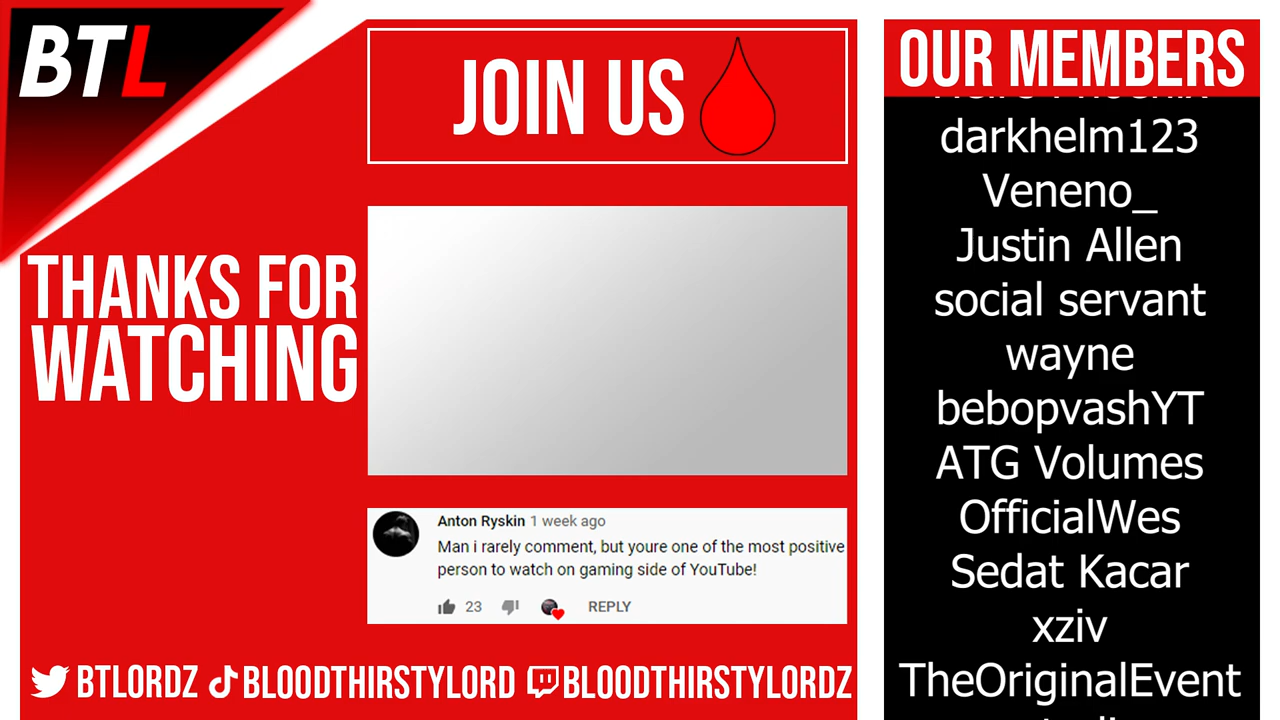 BTL
JOIN US
THANKS FOR
WATCHING
Anton Ryskin 1 week ago
Man i rarely comment, but youre one of the most positive
person to watch on gaming side of YouTube!
23 REPLY
BTLORDZ BLOODTHIRSTYLORD BLOODTHIRSTYLORDZ
OUR MEMBERS
darkhelm123
Veneno_
Justin Allen
social servant
wayne
bebopvashYT
ATG Volumes
OfficialWes
Sedat Kacar
xziv
TheOriginalEvent